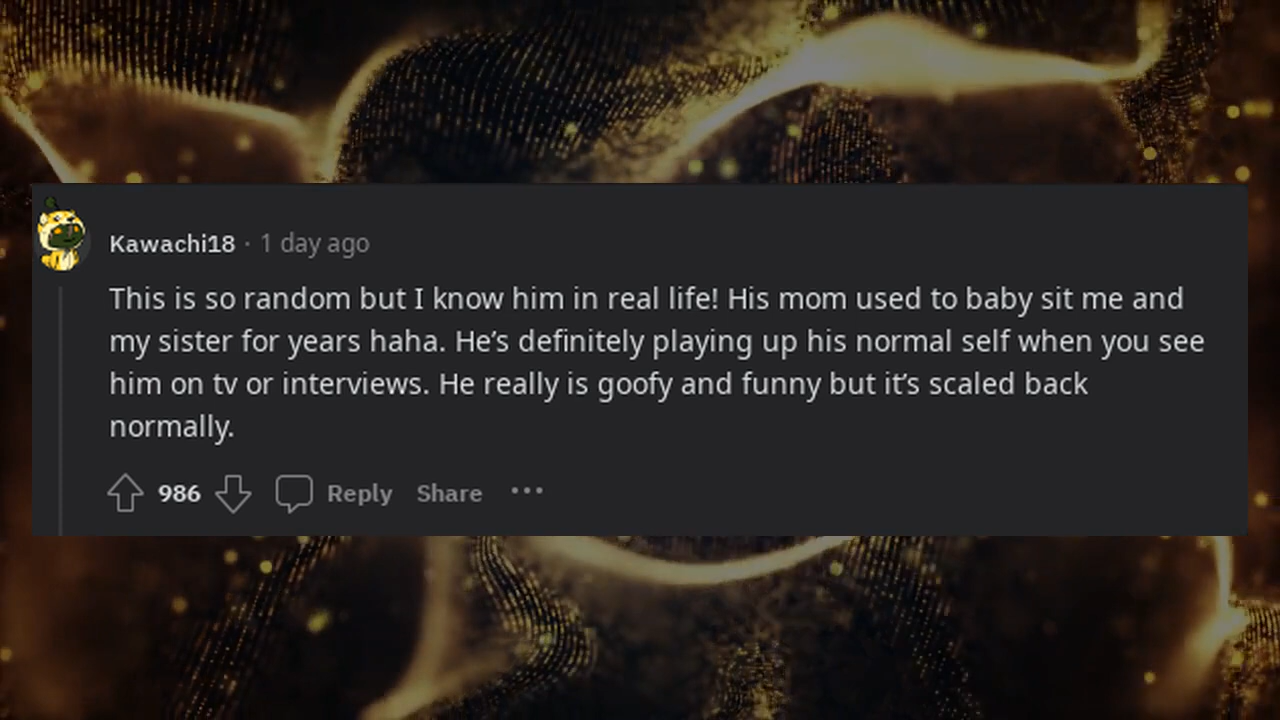 Kawachi18 · 1 day ago
This is so random but I know him in real life! His mom used to baby sit me and
my sister for years haha. He’s definitely playing up his normal self when you see
him on tv or interviews. He really is goofy and funny but it’s scaled back
normally.
986 Reply Share ···